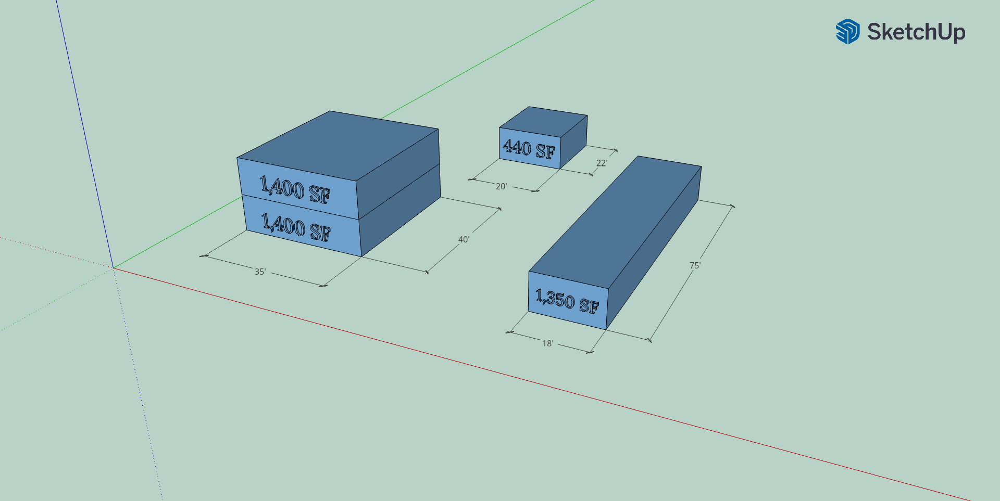 SketchUp
1,400 SF
1,400 SF
35'
40'
440 SF
20'
22'
1,350 SF
18'
75'